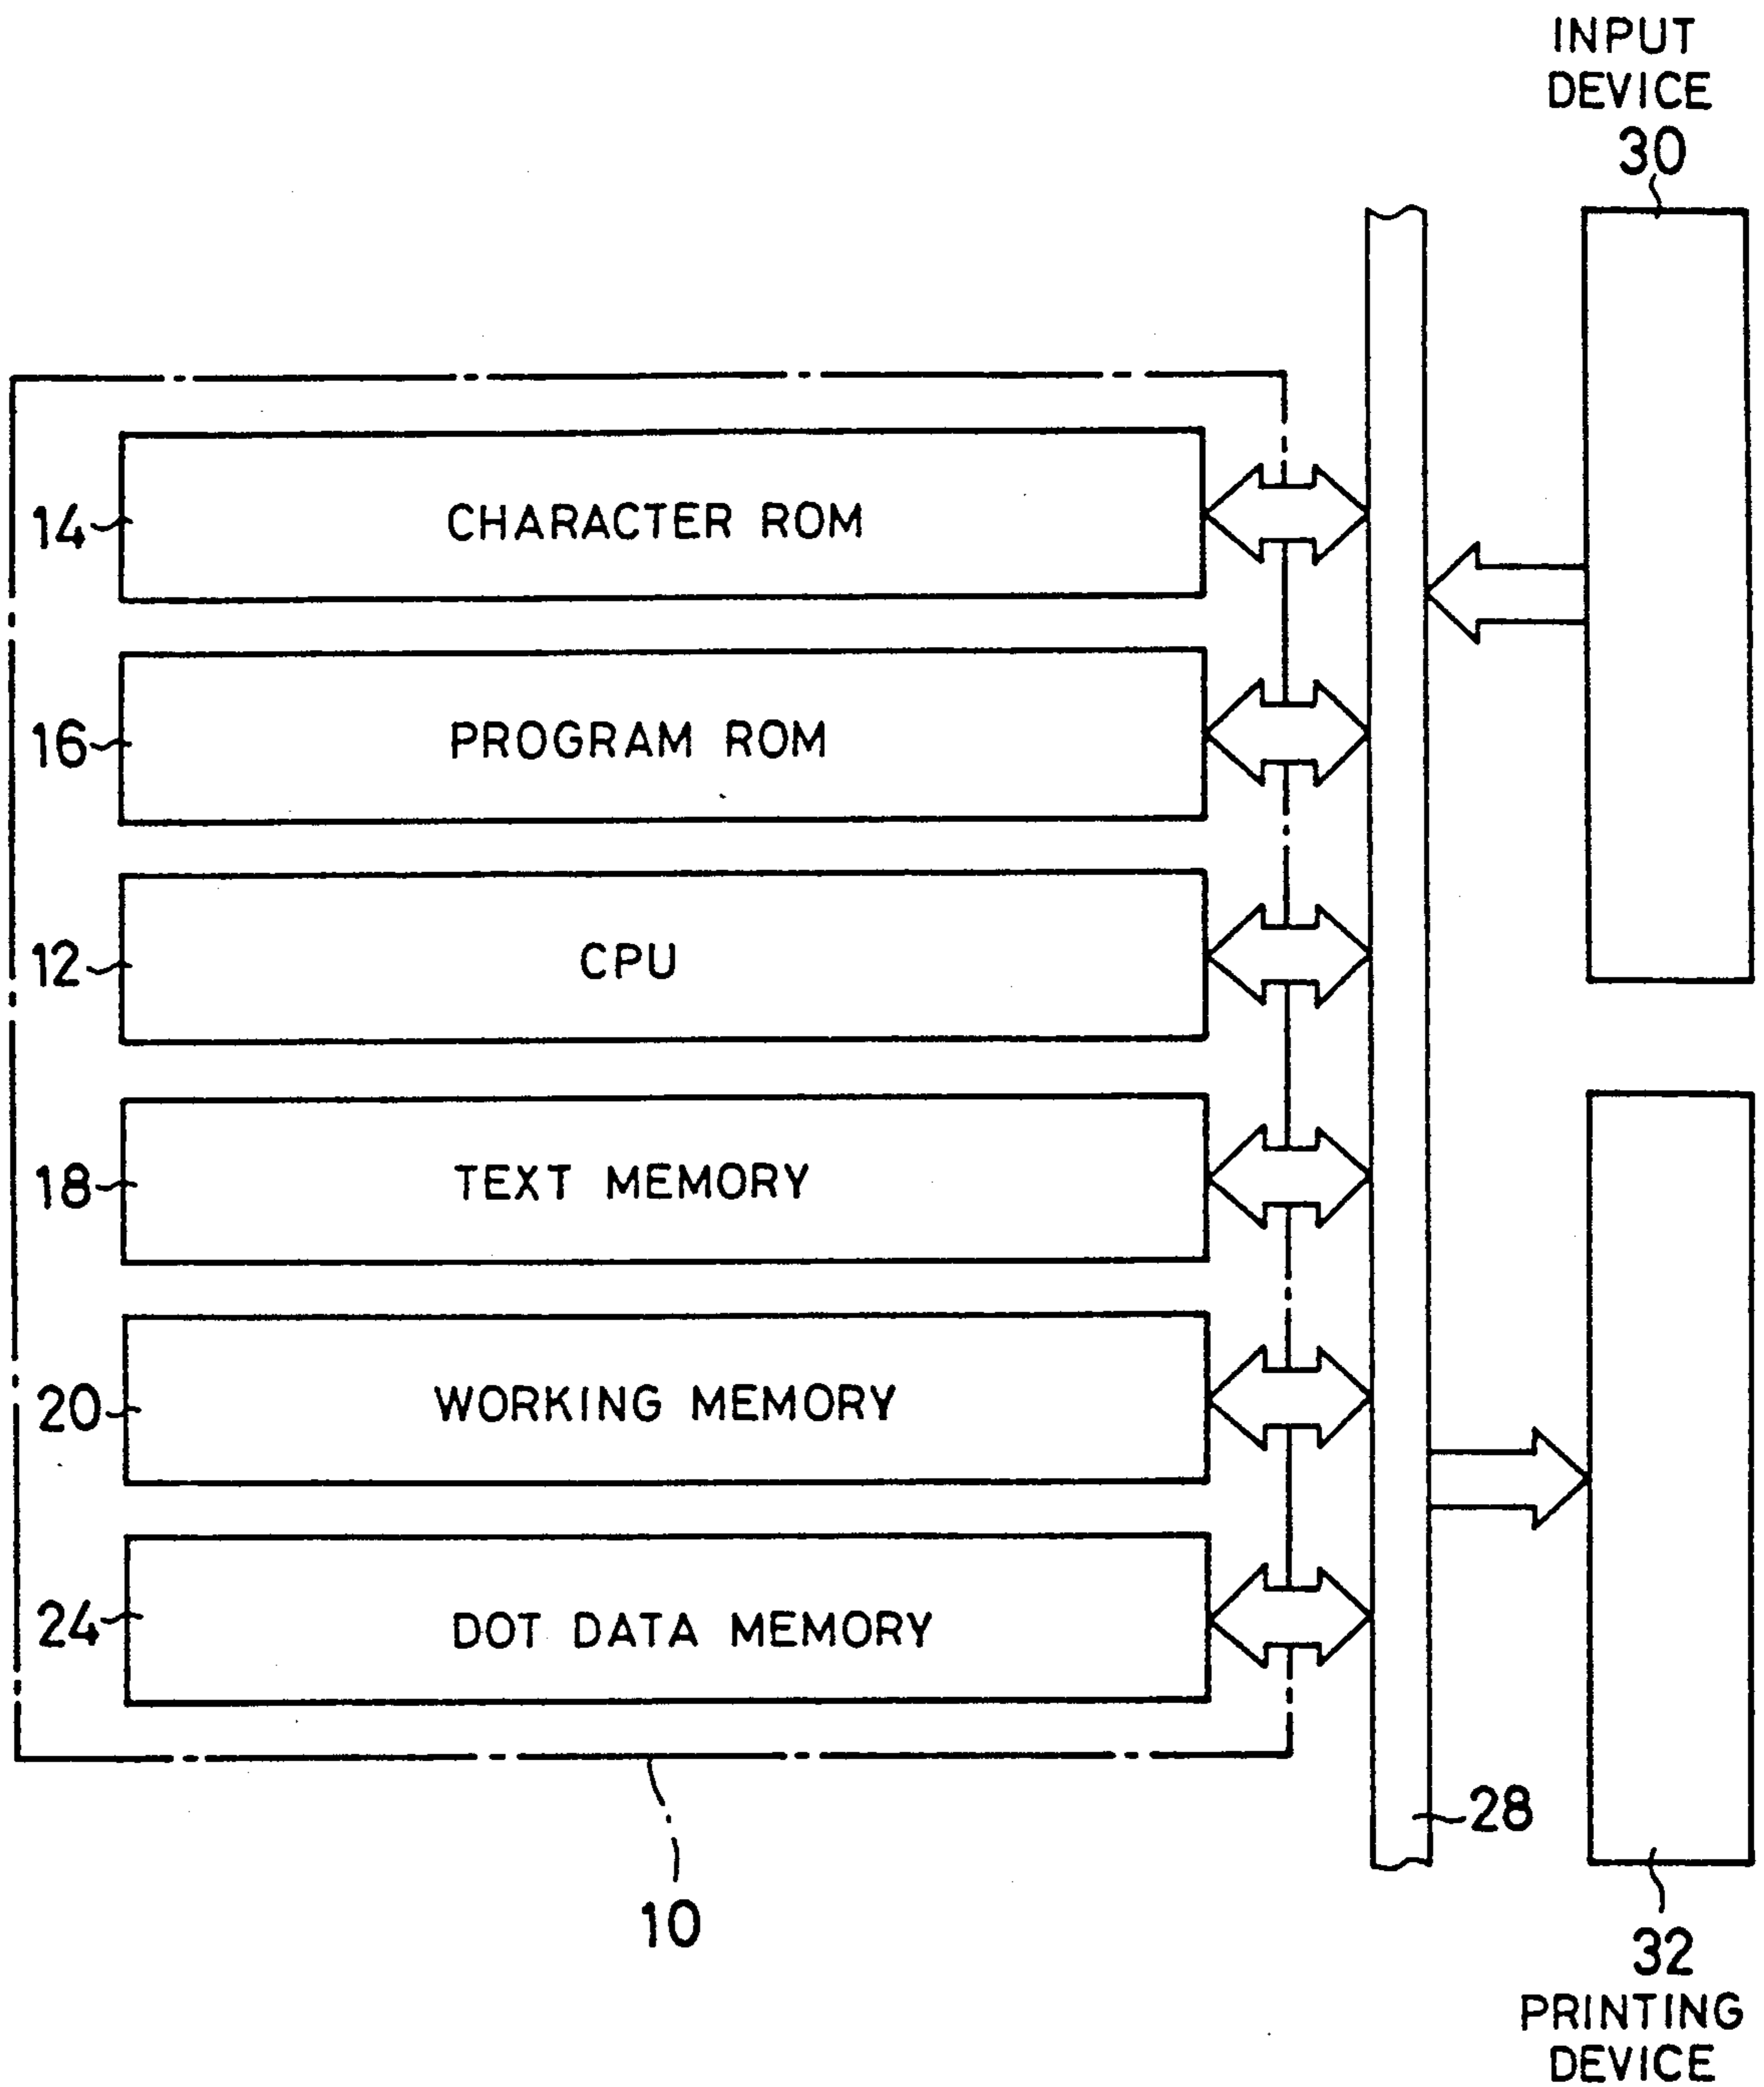 INPUT
DEVICE
30
14
CHARACTER ROM
16
PROGRAM ROM
12
CPU
18
TEXT MEMORY
20
WORKING MEMORY
24
DOT DATA MEMORY
28
10
32
PRINTING
DEVICE